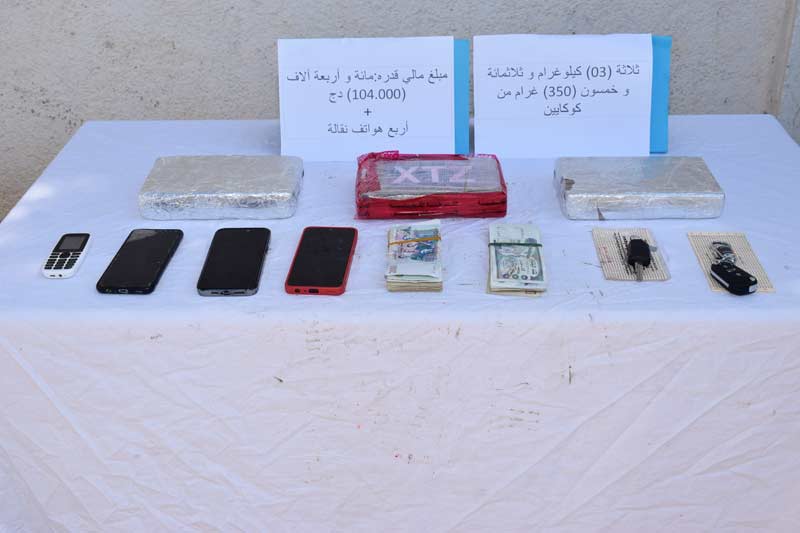 ثلاثة (03) كيلوغرام و ثلاثمائة
و خمسون (350) غرام من
كوكايين
مبلغ مالي قدره:مائة و أربعة آلاف
(104.000) دج
+
أربع هواتف نقالة
XTZ